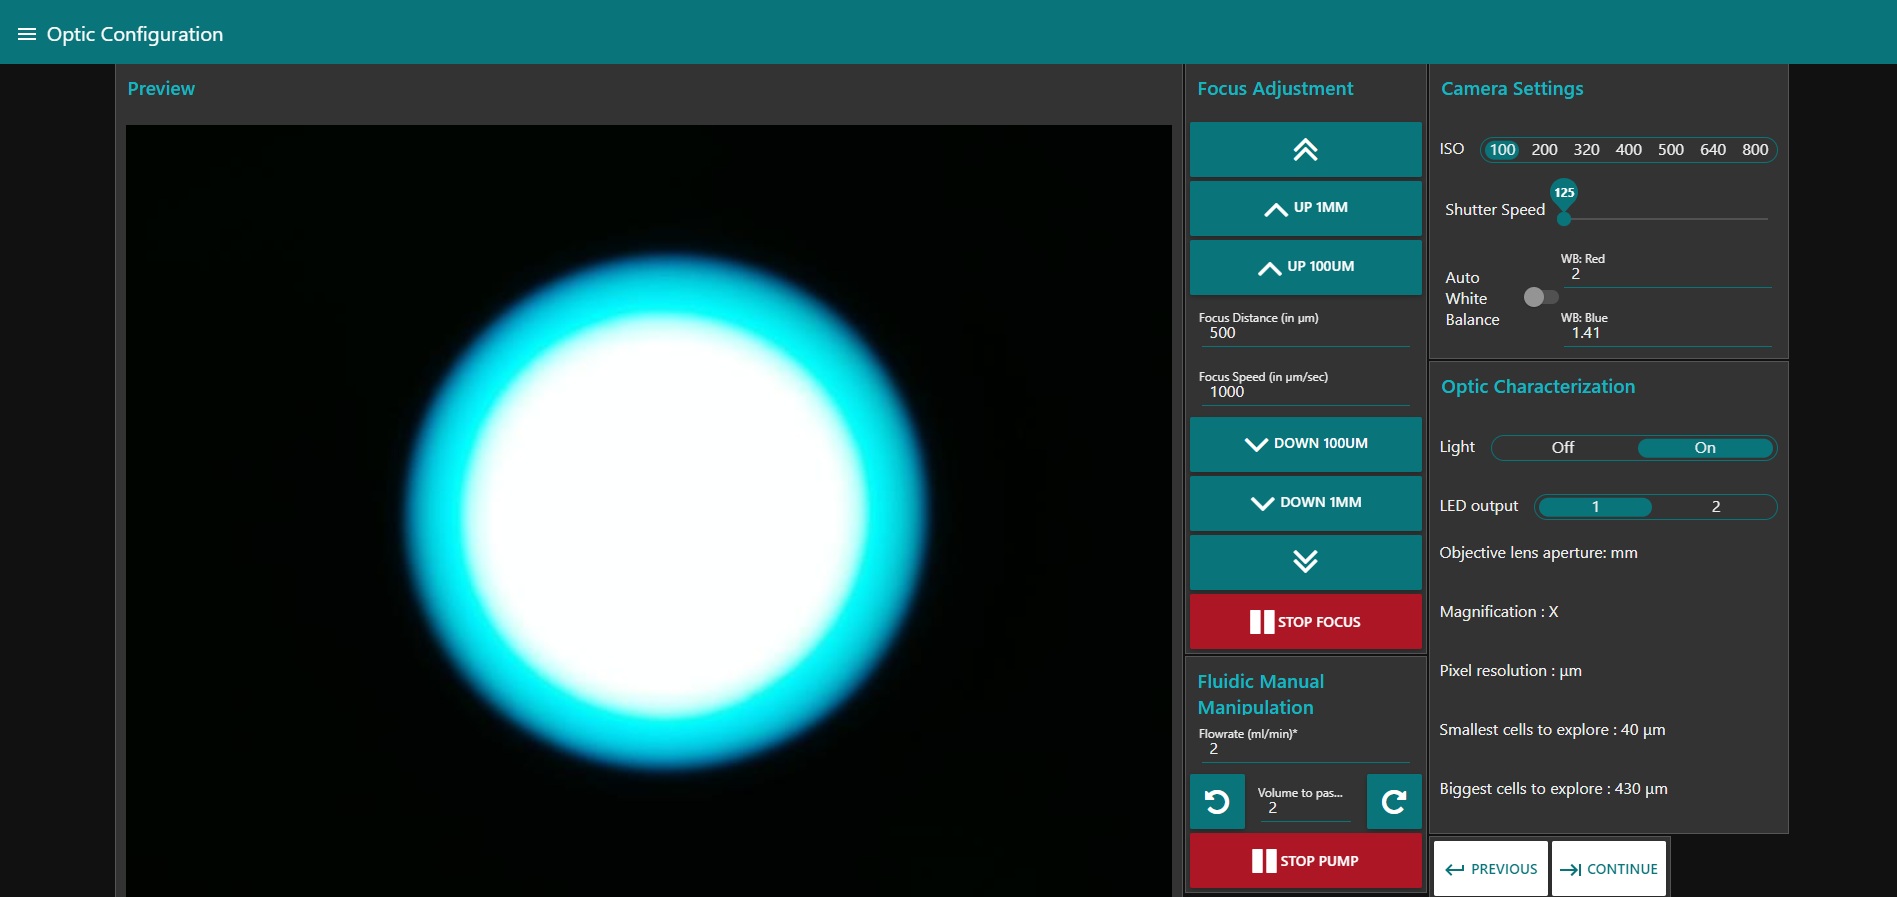 Optic Configuration
Preview
Focus Adjustment
UP 1MM
UP 100UM
Focus Distance (in μm)
500
Focus Speed (in μm/sec)
1000
DOWN 100UM
DOWN 1MM
STOP FOCUS
Fluidic Manual
Manipulation
Flowrate (ml/min)*
2
Volume to pas...
2
STOP PUMP
Camera Settings
ISO 100 200 320 400 500 640 800
125
Shutter Speed
Auto
White
Balance
WB: Red
2
WB: Blue
1.41
Optic Characterization
Light Off On
LED output 1 2
Objective lens aperture: mm
Magnification : X
Pixel resolution : μm
Smallest cells to explore : 40 μm
Biggest cells to explore : 430 μm
PREVIOUS CONTINUE